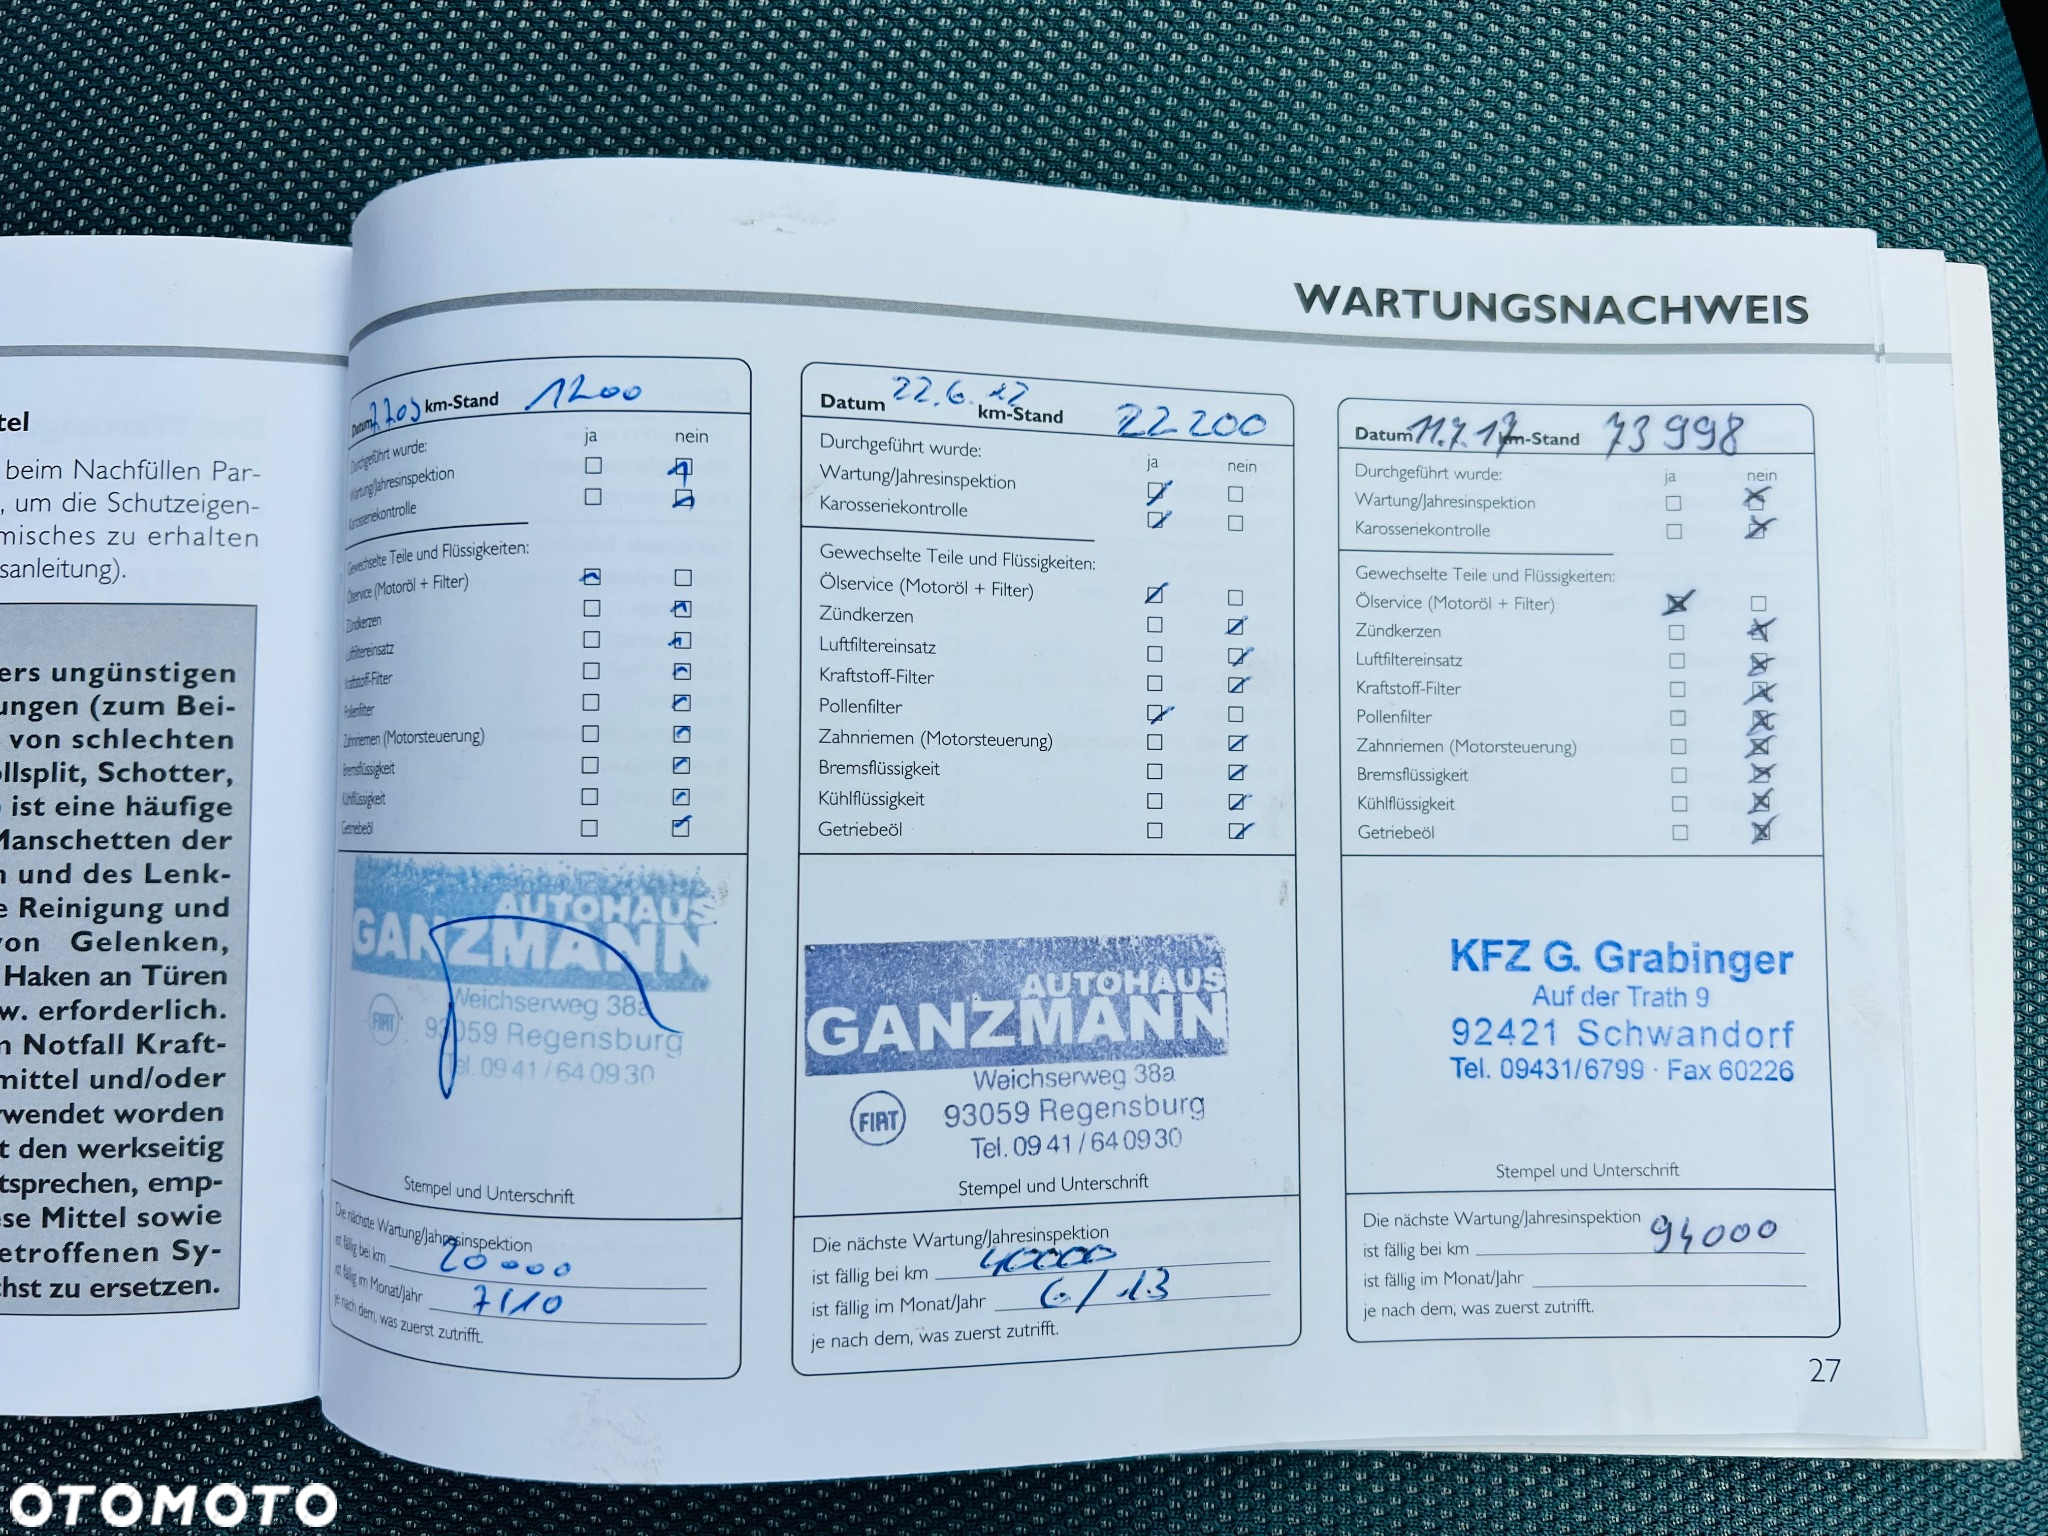 tel
beim Nachfüllen Par-
, um die Schutzeigen-
misches zu erhalten
sanleitung).
ers ungünstigen
ungen (zum Bei-
von schlechten
llsplit, Schotter,
ist eine häufige
Manschetten der
n und des Lenk-
e Reinigung und
von Gelenken,
Haken an Türen
w. erforderlich.
n Notfall Kraft-
mittel und/oder
wendet worden
t den werkseitig
tsprechen, emp-
ese Mittel sowie
etroffenen Sy-
hst zu ersetzen.
WARTUNGSNACHWEIS
Datum km-Stand 1200
Durchgeführt wurde: ja nein
Wartung/Jahresinspektion
Karosseriekontrolle
Gewechselte Teile und Flüssigkeiten:
Ölservice (Motoröl + Filter)
Zündkerzen
Luftfiltereinsatz
Kraftstoff-Filter
Pollenfilter
Zahnriemen (Motorsteuerung)
Bremsflüssigkeit
Kühlflüssigkeit
Getriebeöl
AUTOHAUS
GANZMANN
Weichserweg 38a
FIAT 93059 Regensburg
Tel. 09 41 / 64 09 30
Stempel und Unterschrift
Die nächste Wartung/Jahresinspektion
ist fällig bei km 20000
ist fällig im Monat/Jahr 7/10
je nach dem, was zuerst zutrifft.
Datum 22.6.12 km-Stand 22200
Durchgeführt wurde: ja nein
Wartung/Jahresinspektion
Karosseriekontrolle
Gewechselte Teile und Flüssigkeiten:
Ölservice (Motoröl + Filter)
Zündkerzen
Luftfiltereinsatz
Kraftstoff-Filter
Pollenfilter
Zahnriemen (Motorsteuerung)
Bremsflüssigkeit
Kühlflüssigkeit
Getriebeöl
AUTOHAUS
GANZMANN
Weichserweg 38a
FIAT 93059 Regensburg
Tel. 09 41 / 64 09 30
Stempel und Unterschrift
Die nächste Wartung/Jahresinspektion
ist fällig bei km 40000
ist fällig im Monat/Jahr 6/13
je nach dem, was zuerst zutrifft.
Datum 11.7.17 km-Stand 73998
Durchgeführt wurde: ja nein
Wartung/Jahresinspektion
Karosseriekontrolle
Gewechselte Teile und Flüssigkeiten:
Ölservice (Motoröl + Filter)
Zündkerzen
Luftfiltereinsatz
Kraftstoff-Filter
Pollenfilter
Zahnriemen (Motorsteuerung)
Bremsflüssigkeit
Kühlflüssigkeit
Getriebeöl
KFZ G. Grabinger
Auf der Trath 9
92421 Schwandorf
Tel. 09431/6799 · Fax 60226
Stempel und Unterschrift
Die nächste Wartung/Jahresinspektion
ist fällig bei km 94000
ist fällig im Monat/Jahr
je nach dem, was zuerst zutrifft.
27
OTOMOTO